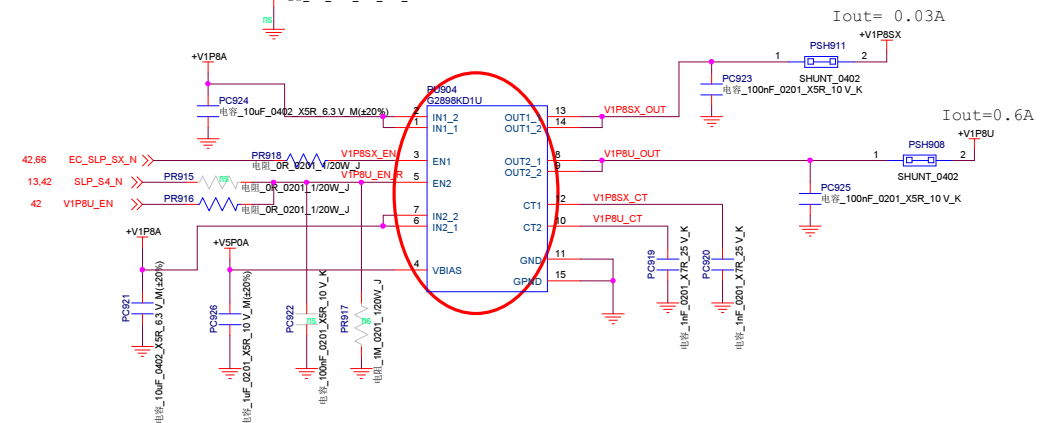 ns
Iout= 0.03A
+V1P8SX
PSH911
1
2
SHUNT_0402
+V1P8A
PC924
电容_10uF_0402_X5R_6.3 V_M(±20%)
PU904
G2898KD1U
2
IN1_2
1
IN1_1
OUT1_1
13
OUT1_2
14
V1P8SX_OUT
PC923
电容_100nF_0201_X5R_10 V_K
Iout=0.6A
+V1P8U
PSH908
1
2
SHUNT_0402
42,66
EC_SLP_SX_N
PR918
电阻_0R_0201_1/20W_J
V1P8SX_EN
3
EN1
OUT2_1
8
OUT2_2
9
V1P8U_OUT
13,42
SLP_S4_N
PR915
ns
电阻_0R_0201_1/20W_J
V1P8U_EN_R
5
EN2
42
V1P8U_EN
PR916
电阻_0R_0201_1/20W_J
PC925
电容_100nF_0201_X5R_10 V_K
CT1
12
V1P8SX_CT
7
IN2_2
6
IN2_1
CT2
10
V1P8U_CT
+V1P8A
+V5P0A
4
VBIAS
GND
11
GPND
15
PC921
电容_10uF_0402_X5R_6.3 V_M(±20%)
PC926
电容_1uF_0201_X5R_10 V_M(±20%)
PC922
ns
电容_100nF_0201_X5R_10 V_K
PR917
ns
电阻_1M_0201_1/20W_J
PC919
电容_1nF_0201_X7R_25 V_K
PC920
电容_1nF_0201_X7R_25 V_K